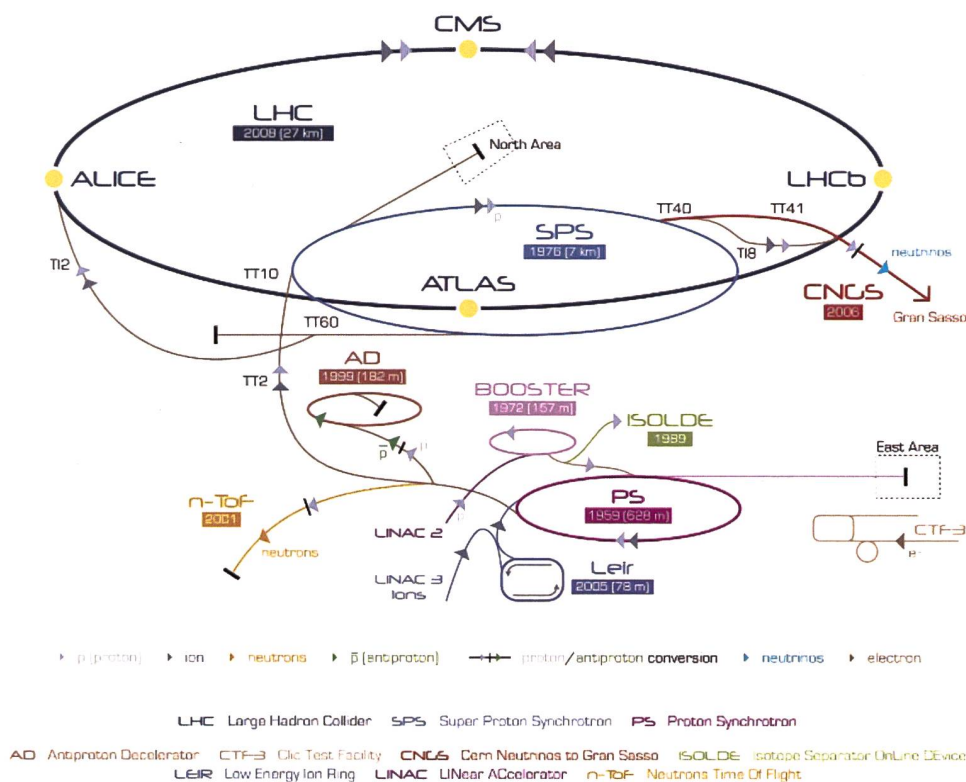 CMS
LHC
2008 (27 km)
North Area
ALICE
LHCb
TT40
TT41
SPS
1976 (7 km)
TI8
neutrinos
TI2
TT10
ATLAS
CNGS
2006
Gran Sasso
TT60
AD
1999 (182 m)
TT2
BOOSTER
1972 (157 m)
ISOLDE
1989
p
East Area
n-ToF
2001
PS
1959 (628 m)
LINAC 2
neutrons
CTF-3
e-
LINAC 3
Ions
Leir
2005 (78 m)
p (proton) ion neutrons p̅ (antiproton) proton/antiproton conversion neutrinos electron
LHC Large Hadron Collider SPS Super Proton Synchrotron PS Proton Synchrotron
AD Antiproton Decelerator CTF-3 Clic Test Facility CNGS Cern Neutrinos to Gran Sasso ISOLDE Isotope Separator OnLine DEvice
LEIR Low Energy Ion Ring LINAC LINear ACcelerator n-ToF Neutrons Time Of Flight